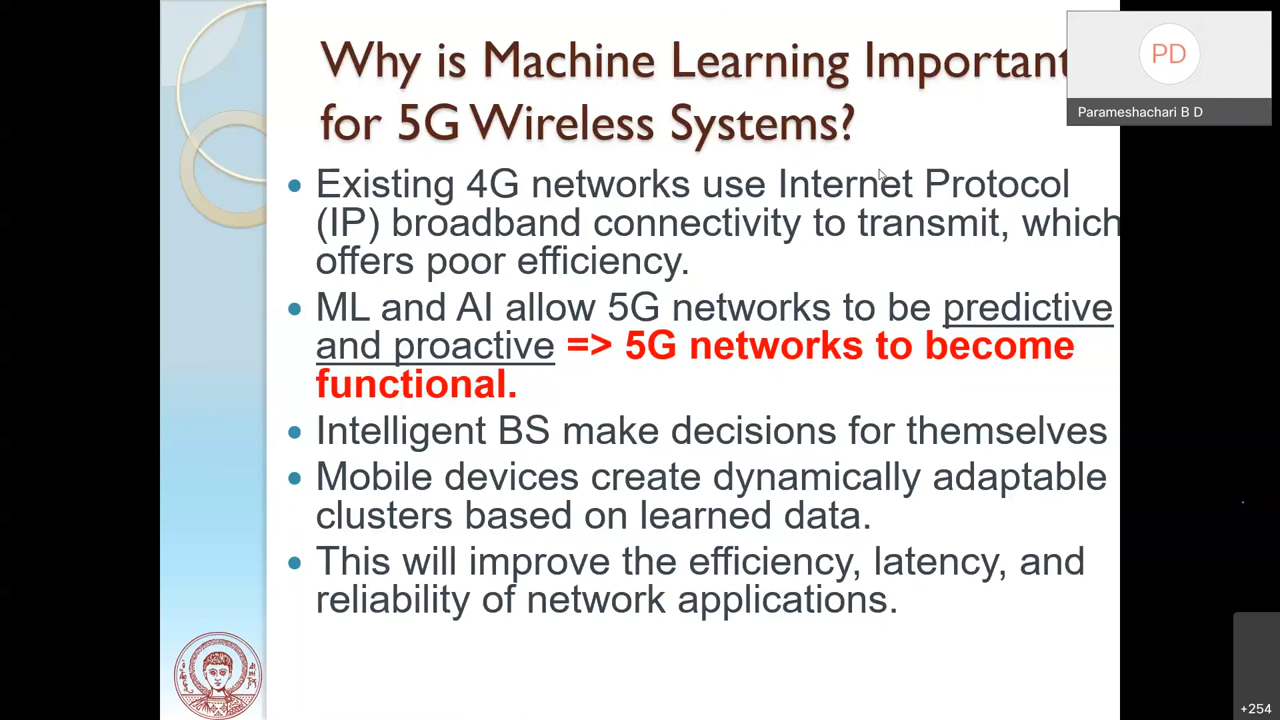 Why is Machine Learning Important
for 5G Wireless Systems?
PD
Parameshachari B D
• Existing 4G networks use Internet Protocol
(IP) broadband connectivity to transmit, which
offers poor efficiency.
• ML and AI allow 5G networks to be predictive
and proactive => 5G networks to become
functional.
• Intelligent BS make decisions for themselves
• Mobile devices create dynamically adaptable
clusters based on learned data.
• This will improve the efficiency, latency, and
reliability of network applications.
+254